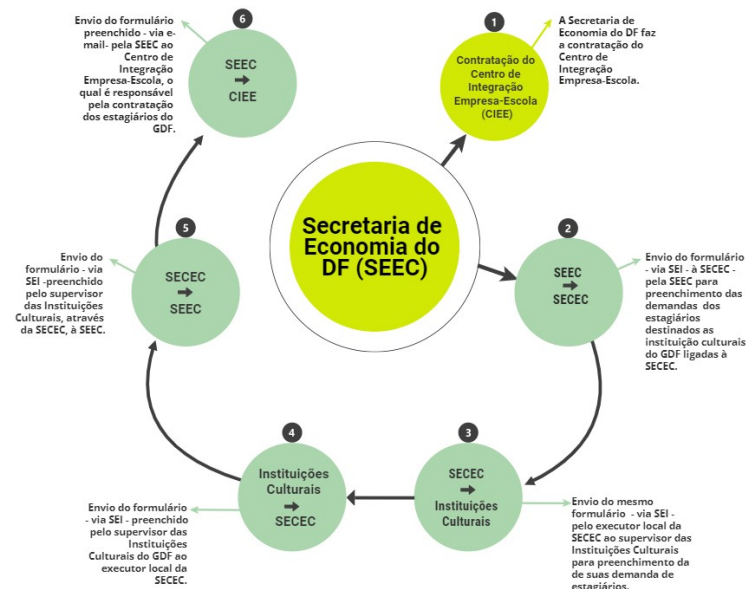 Secretaria de
Economia do
DF (SEEC)
1
Contratação do
Centro de
Integração
Empresa-Escola
(CIEE)
A Secretaria de
Economia do DF faz
a contratação do
Centro de
Integração
Empresa-Escola.
2
SEEC
SECEC
Envio do formulário
- via SEI - à SECEC -
pela SEEC para
preenchimento das
demandas dos
estagiários
destinados as
instituição culturais
do GDF ligadas à
SECEC.
3
SECEC
Instituições
Culturais
Envio do mesmo
formulário - via SEI -
pelo executor local da
SECEC ao supervisor das
Instituições Culturais
para preenchimento da
de suas demanda de
estagiários.
4
Instituições
Culturais
SECEC
Envio do formulário
- via SEI - preenchido
pelo supervisor das
Instituições
Culturais do GDF ao
executor local da
SECEC.
5
SECEC
SEEC
Envio do
formulário - via
SEI -preenchido
pelo supervisor
das Instituições
Culturais, através
da SECEC, à SEEC.
6
SEEC
CIEE
Envio do formulário
preenchido - via e-
mail- pela SEEC ao
Centro de
Integração
Empresa-Escola, o
qual é responsável
pela contratação
dos estagiários do
GDF.